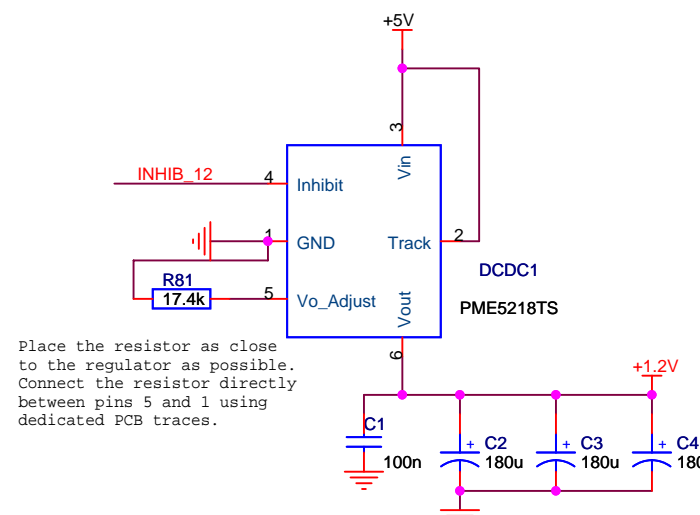 +5V
3
Vin
INHIB_12
4
Inhibit
1
GND
Track
2
R81
17.4k
5
Vo_Adjust
Vout
6
DCDC1
PME5218TS
Place the resistor as close
to the regulator as possible.
Connect the resistor directly
between pins 5 and 1 using
dedicated PCB traces.
+1.2V
C1
100n
+
C2
180u
+
C3
180u
+
C4